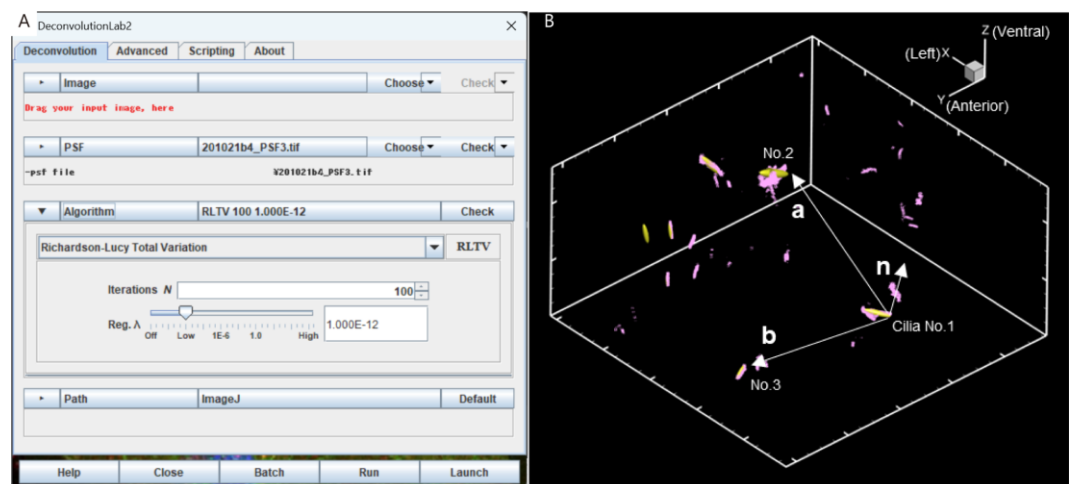 A
DeconvolutionLab2
Deconvolution Advanced Scripting About
Image Choose Check
Drag your input image, here
PSF 201021b4_PSF3.tif Choose Check
-psf file ¥201021b4_PSF3.tif
Algorithm RLTV 100 1.000E-12 Check
Richardson-Lucy Total Variation RLTV
Iterations N 100
Reg. λ 1.000E-12
Off Low 1E-6 1.0 High
Path ImageJ Default
Help Close Batch Run Launch
B
Z (Ventral)
(Left) X
Y (Anterior)
No.2
a
n
Cilia No.1
b
No.3